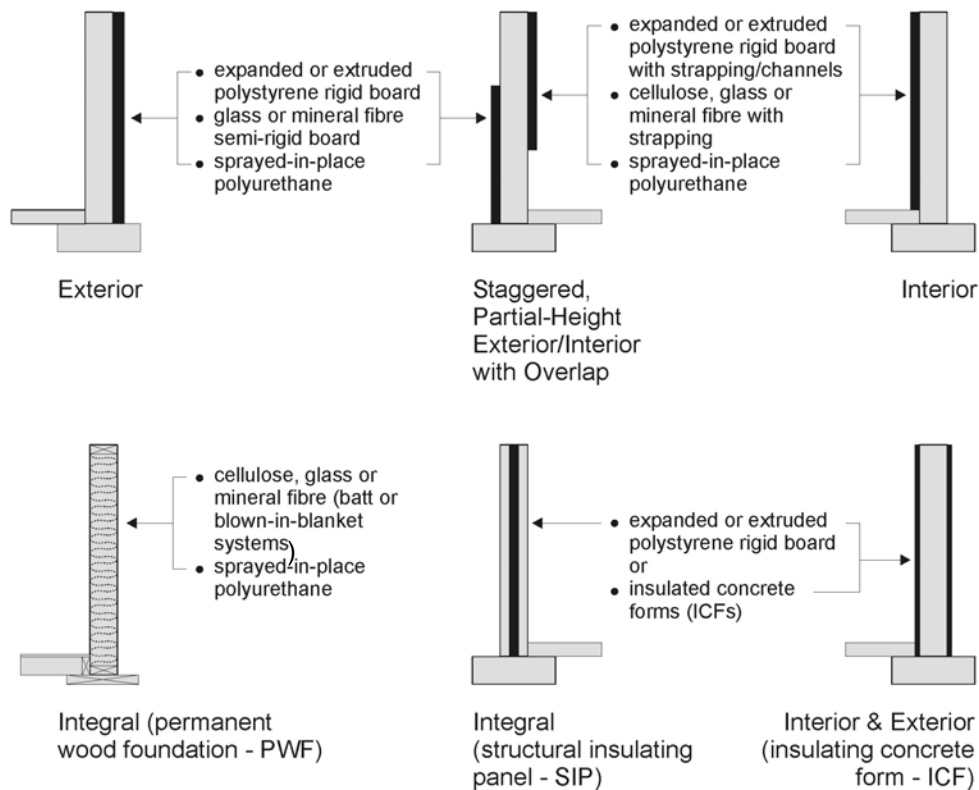 • expanded or extruded
polystyrene rigid board
• glass or mineral fibre
semi-rigid board
• sprayed-in-place
polyurethane
• expanded or extruded
polystyrene rigid board
with strapping/channels
• cellulose, glass or
mineral fibre with
strapping
• sprayed-in-place
polyurethane
Exterior
Staggered,
Partial-Height
Exterior/Interior
with Overlap
Interior
• cellulose, glass or
mineral fibre (batt or
blown-in-blanket
systems)
• sprayed-in-place
polyurethane
• expanded or extruded
polystyrene rigid board
or
• insulated concrete
forms (ICFs)
Integral (permanent
wood foundation - PWF)
Integral
(structural insulating
panel - SIP)
Interior & Exterior
(insulating concrete
form - ICF)